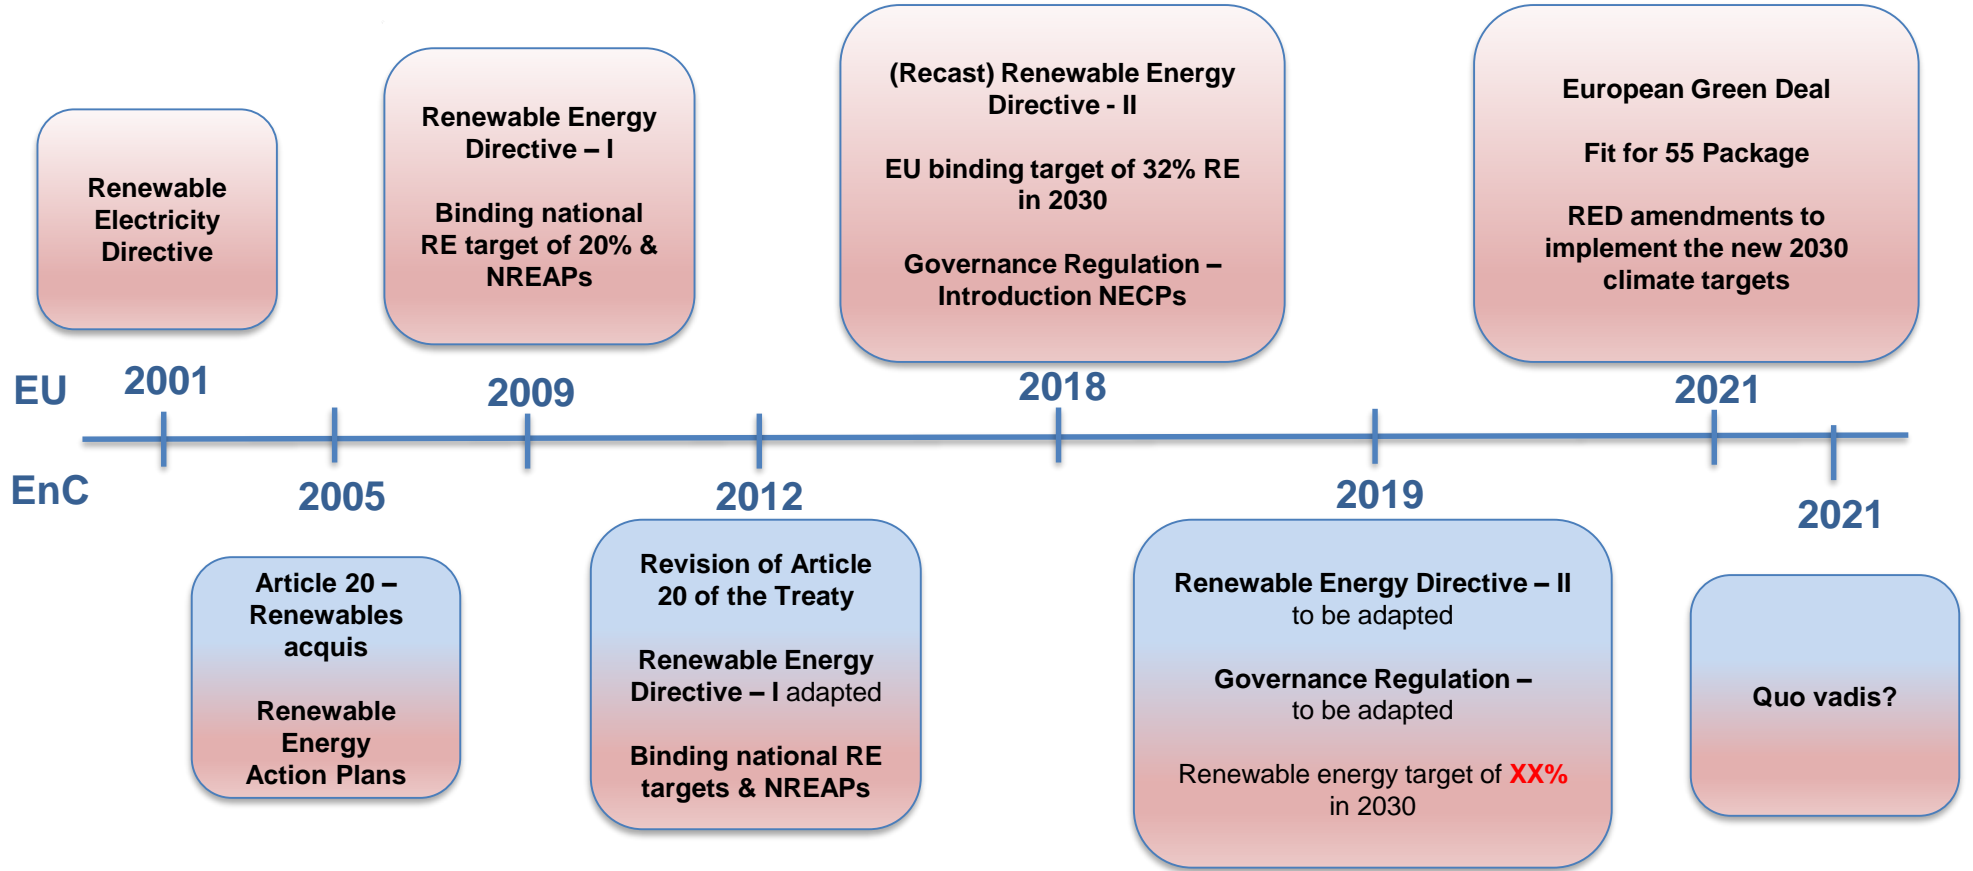 Renewable
Electricity
Directive
Renewable Energy
Directive – I
Binding national
RE target of 20% &
NREAPs
(Recast) Renewable Energy
Directive - II
EU binding target of 32% RE
in 2030
Governance Regulation –
Introduction NECPs
European Green Deal
Fit for 55 Package
RED amendments to
implement the new 2030
climate targets
EU
2001
2009
2018
2021
EnC
2005
2012
2019
2021
Article 20 –
Renewables
acquis
Renewable
Energy
Action Plans
Revision of Article
20 of the Treaty
Renewable Energy
Directive – I adapted
Binding national RE
targets & NREAPs
Renewable Energy Directive – II
to be adapted
Governance Regulation –
to be adapted
Renewable energy target of XX%
in 2030
Quo vadis?